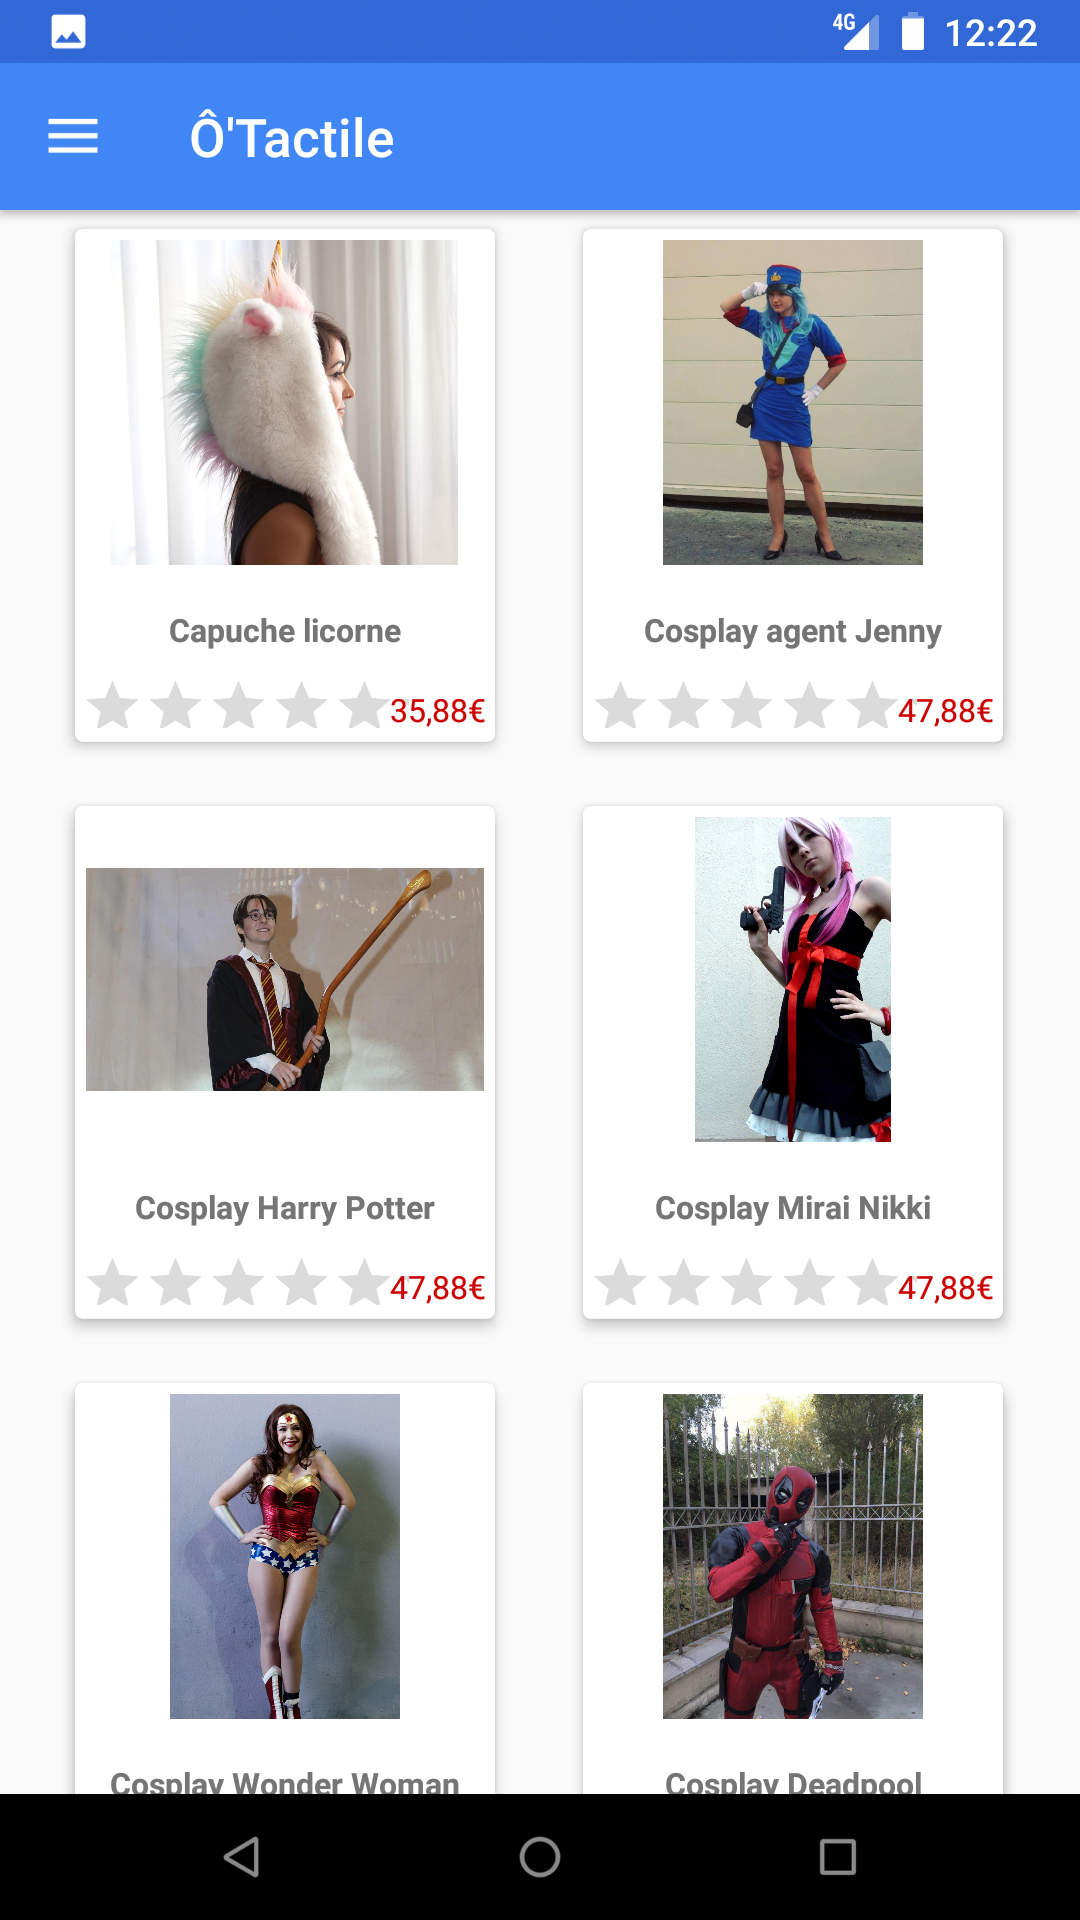 4G 12:22
Ô'Tactile
Capuche licorne
35,88€
Cosplay agent Jenny
47,88€
Cosplay Harry Potter
47,88€
Cosplay Mirai Nikki
47,88€
Cosplay Wonder Woman
Cosplay Deadpool